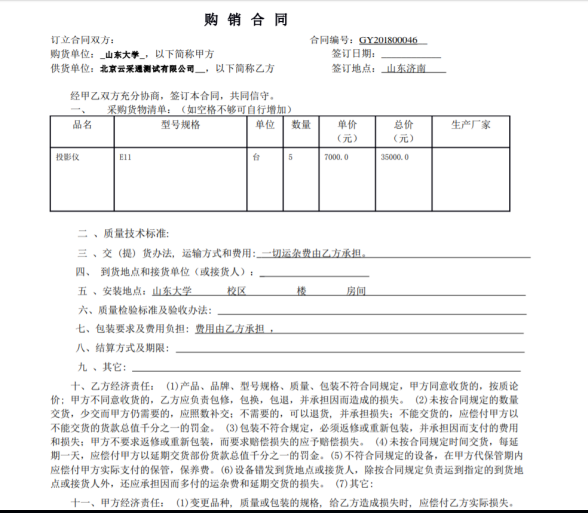 购 销 合 同
订立合同双方: 合同编号: GY201800046
购货单位: 山东大学 , 以下简称甲方 签订日期:
供货单位: 北京云采通测试有限公司 , 以下简称乙方 签订地点: 山东济南
经甲乙双方充分协商, 签订本合同, 共同信守。
一、 采购货物清单: (如空格不够可自行增加)
品名 型号规格 单位 数量 单价(元) 总价(元) 生产厂家
投影仪 E11 台 5 7000.0 35000.0
二 、质量技术标准:
三 、交 (提) 货办法, 运输方式和费用: 一切运杂费由乙方承担。
四、 到货地点和接货单位 (或接货人) :
五 、安装地点: 山东大学 校区 楼 房间
六、质量检验标准及验收办法:
七、包装要求及费用负担: 费用由乙方承担 ,
八、结算方式及期限:
九 、其它:
十、乙方经济责任: (1)产品、品牌、型号规格、质量、包装不符合同规定, 甲方同意收货的, 按质论
价; 甲方不同意收货的, 乙方应负责包修, 包换, 包退, 并承担因而造成的损失。(2)未按合同规定的数量
交货, 少交而甲方仍需要的, 应照数补交; 不需要的, 可以退货, 并承担损失; 不能交货的, 应偿付甲方以
不能交货的货款总值千分之一的罚金。(3)包装不符合规定, 必须返修或重新包装, 并承担因而支付的费用
和损失; 甲方不要求返修或重新包装, 而要求赔偿损失的应予赔偿损失。(4)未按合同规定时间交货, 每延
期一天, 应偿付甲方以延期交货部份货款总值千分之一的罚金。(5)不符合同规定的设备, 在甲方代保管期内
应偿付甲方实际支付的保管, 保养费。(6)设备错发到货地点或接货人, 除按合同规定负责运到指定的到货地
点或接货人外, 还应承担因而多付的运杂费和延期交货的损失。(7)其它:
十一、甲方经济责任: (1)变更品种, 质量或包装的规格, 给乙方造成损失时, 应偿付乙方实际损失。